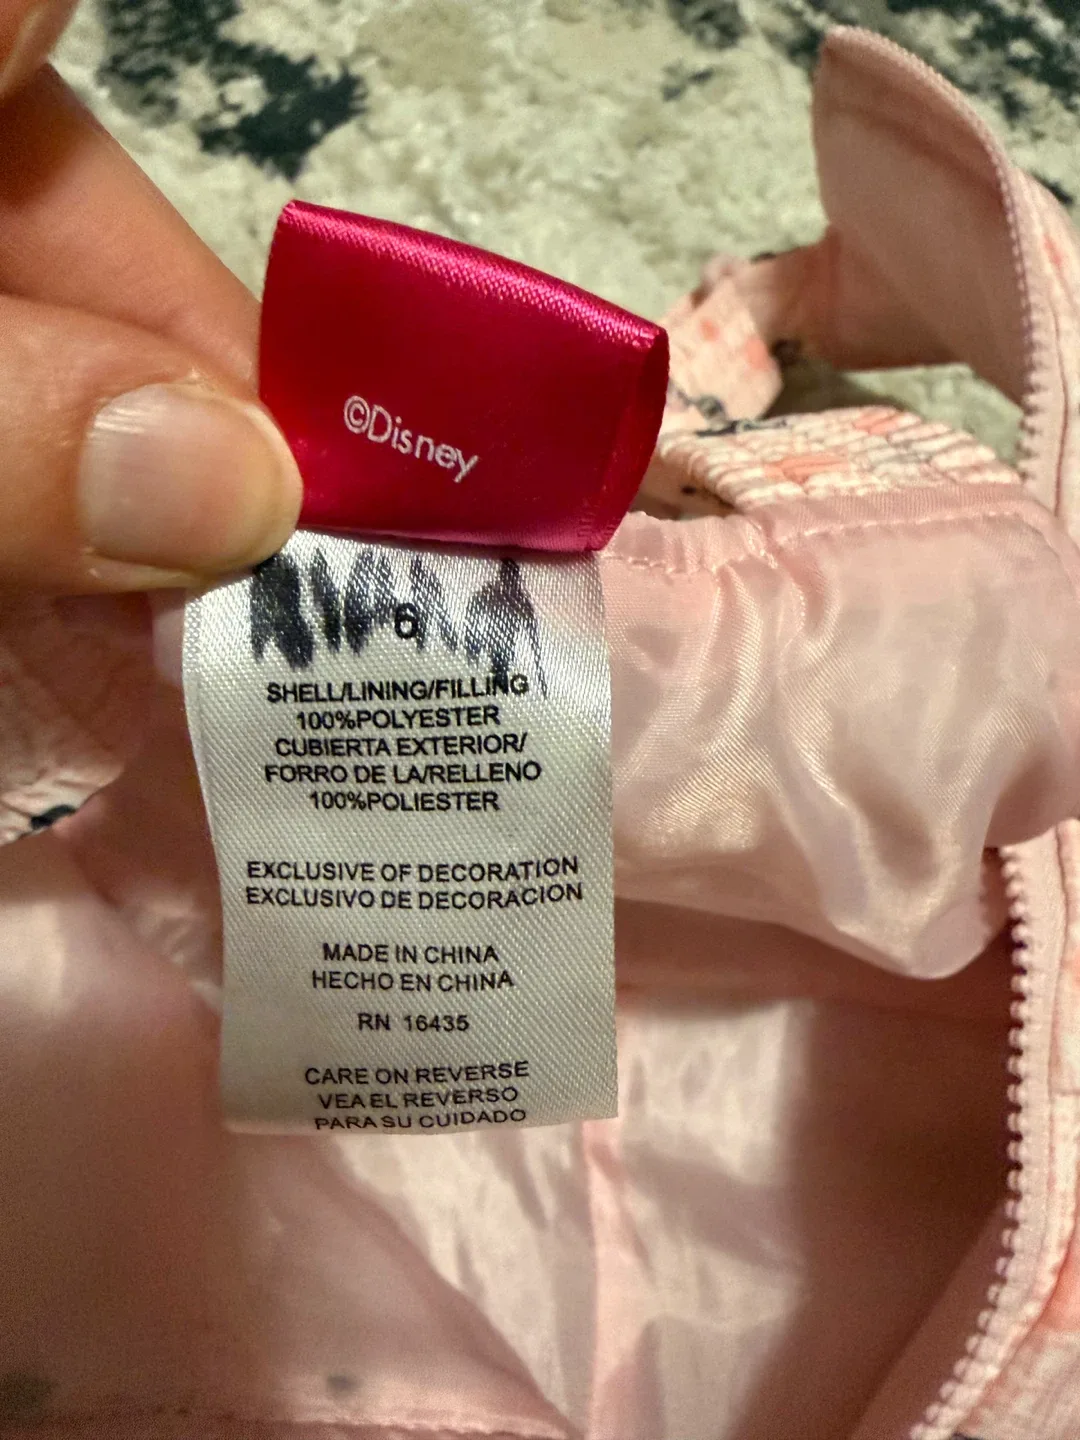 ©Disney
6
SHELL/LINING/FILLING
100%POLYESTER
CUBIERTA EXTERIOR/
FORRO DE LA/RELLENO
100%POLIESTER
EXCLUSIVE OF DECORATION
EXCLUSIVO DE DECORACION
MADE IN CHINA
HECHO EN CHINA
RN 16435
CARE ON REVERSE
VEA EL REVERSO
PARA SU CUIDADO